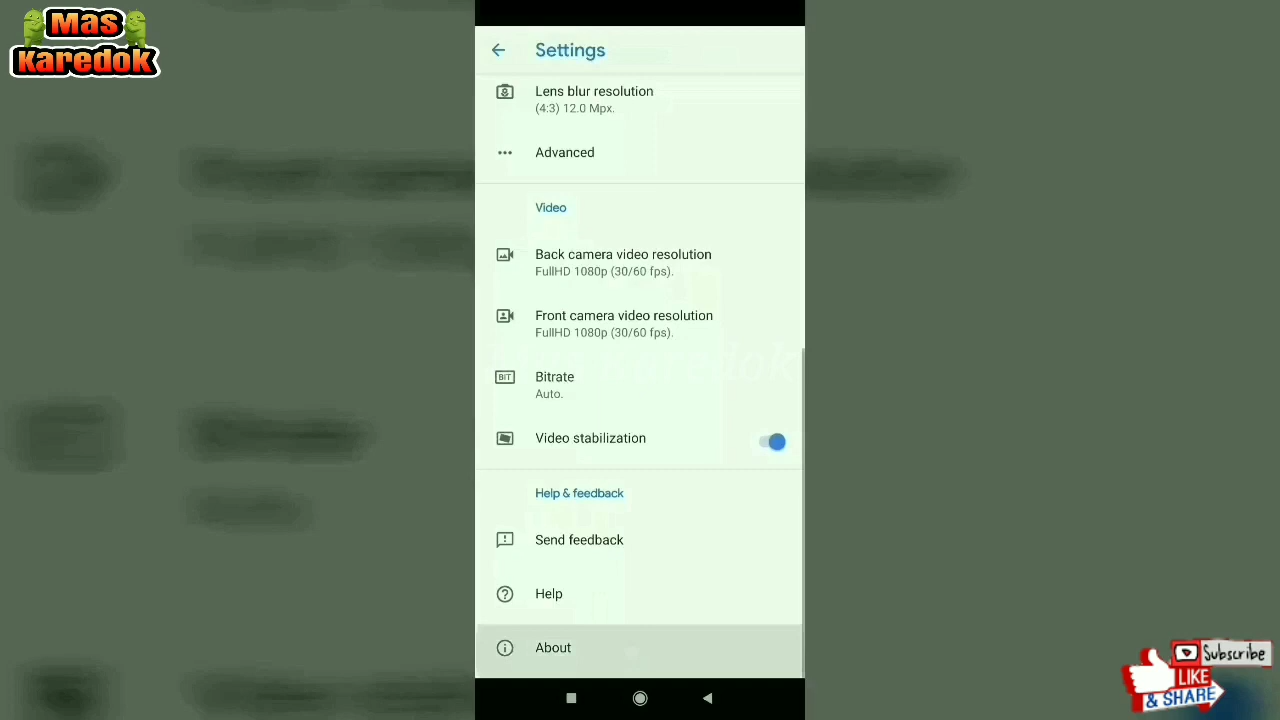 Mas
Karedok
Settings
Lens blur resolution
(4:3) 12.0 Mpx.
Advanced
Video
Back camera video resolution
FullHD 1080p (30/60 fps).
Front camera video resolution
FullHD 1080p (30/60 fps).
BIT
Bitrate
Auto.
Video stabilization
Help & feedback
Send feedback
Help
About
Subscribe
LIKE
& SHARE